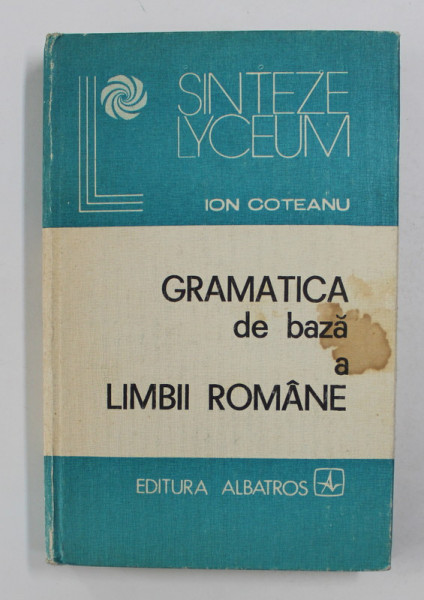 SINTEZE
LYCEUM
ION COTEANU
GRAMATICA
de bază
a
LIMBII ROMÂNE
EDITURA ALBATROS